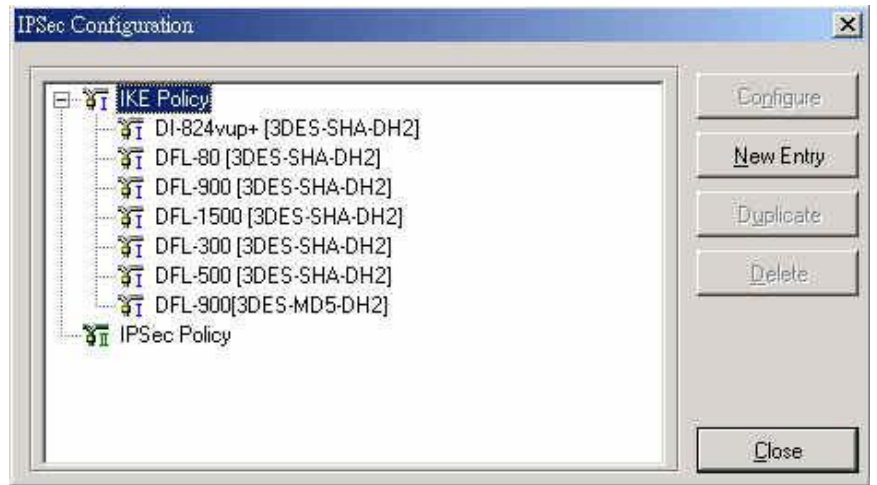 IPSec Configuration
IKE Policy
DI-824vup+ [3DES-SHA-DH2]
DFL-80 [3DES-SHA-DH2]
DFL-900 [3DES-SHA-DH2]
DFL-1500 [3DES-SHA-DH2]
DFL-300 [3DES-SHA-DH2]
DFL-500 [3DES-SHA-DH2]
DFL-900[3DES-MD5-DH2]
IPSec Policy
Configure
New Entry
Duplicate
Delete
Close